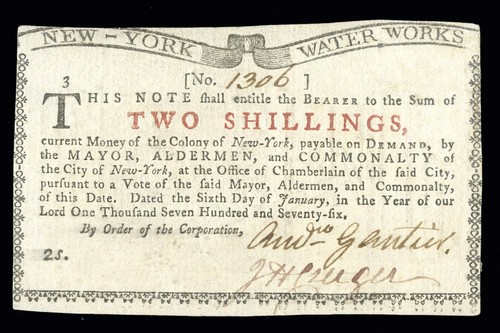 NEW-YORK WATER WORKS
[No. 1306 ]
3
THIS NOTE shall entitle the BEARER to the Sum of
TWO SHILLINGS,
current Money of the Colony of New-York, payable on DEMAND, by
the MAYOR, ALDERMEN, and COMMONALTY of
the City of New-York, at the Office of Chamberlain of the said City,
pursuant to a Vote of the said Mayor, Aldermen, and Commonalty,
of this Date. Dated the Sixth Day of January, in the Year of our
Lord One Thousand Seven Hundred and Seventy-six.
By Order of the Corporation, Andrw Gautier.
2s.